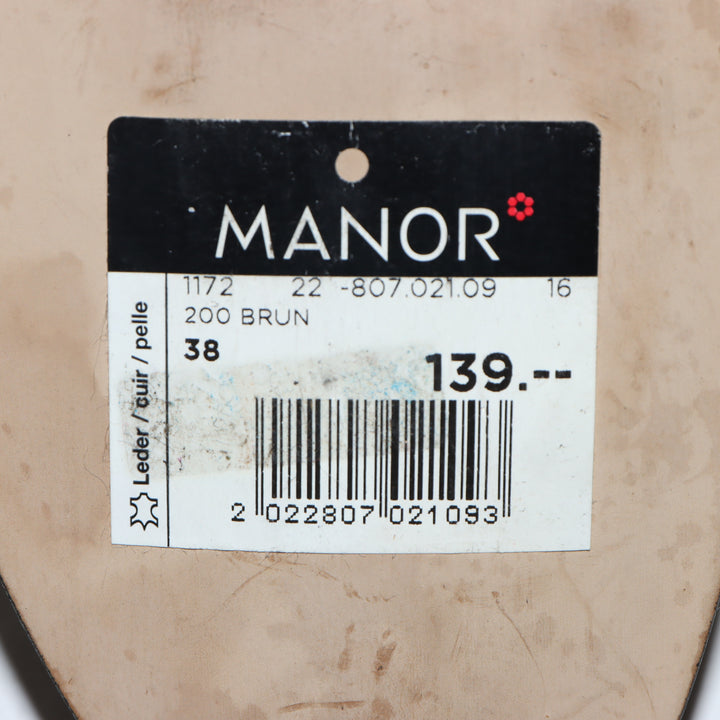 MANOR
1172 22 -807.021.09 16
200 BRUN
38
139.--
Leder / cuir / pelle
2 022807 021093